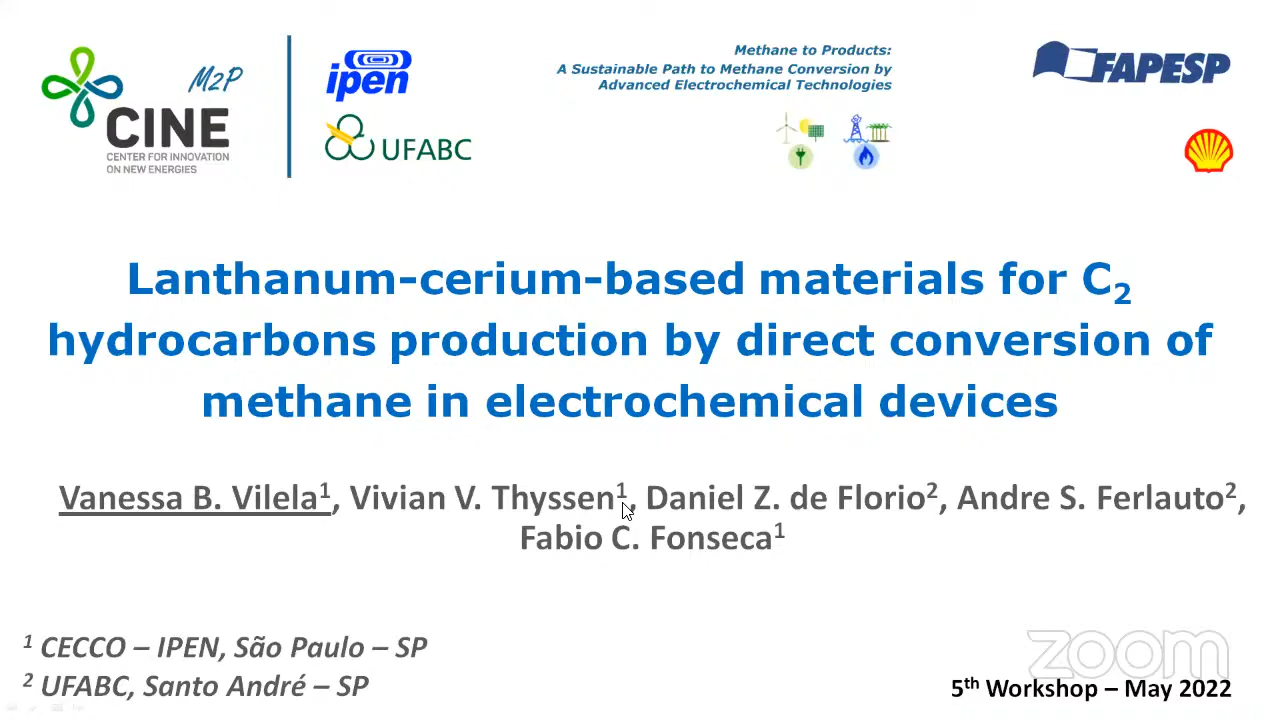 M2P
CINE
CENTER FOR INNOVATION
ON NEW ENERGIES
ipen
UFABC
Methane to Products:
A Sustainable Path to Methane Conversion by
Advanced Electrochemical Technologies
FAPESP
Lanthanum-cerium-based materials for C₂
hydrocarbons production by direct conversion of
methane in electrochemical devices
Vanessa B. Vilela¹, Vivian V. Thyssen¹, Daniel Z. de Florio², Andre S. Ferlauto²,
Fabio C. Fonseca¹
¹ CECCO – IPEN, São Paulo – SP
² UFABC, Santo André – SP
zoom
5ᵗʰ Workshop – May 2022